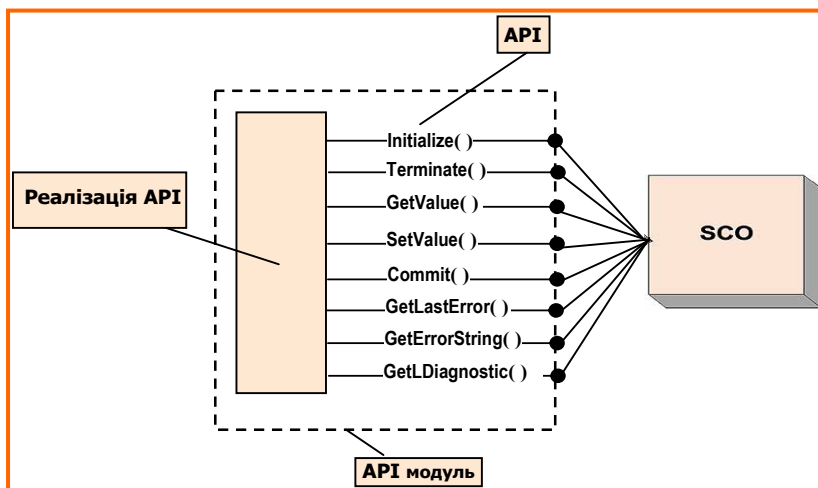 API
Initialize( )
Terminate( )
GetValue( )
SetValue( )
Commit( )
GetLastError( )
GetErrorString( )
GetLDiagnostic( )
Реалізація API
SCO
API модуль